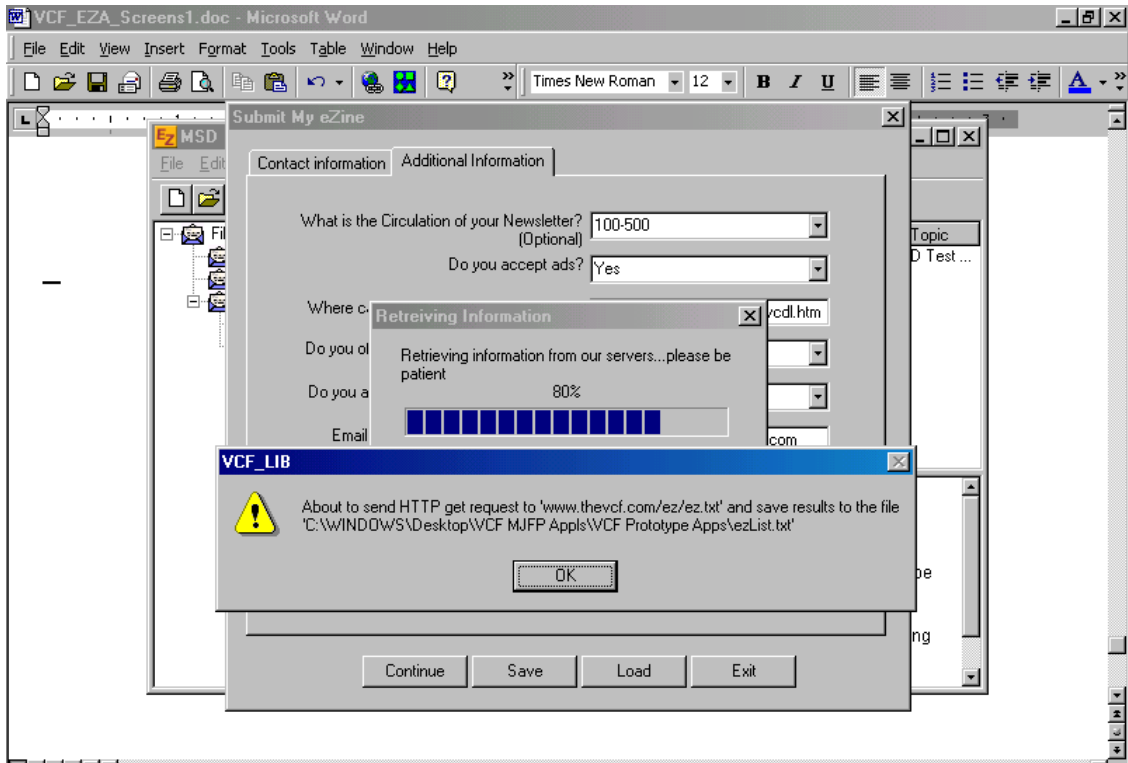 VCF_EZA_Screens1.doc - Microsoft Word
File Edit View Insert Format Tools Table Window Help
Times New Roman 12 B I U A
Submit My eZine
EZ MSD
File Edit
Contact information Additional Information
What is the Circulation of your Newsletter? 100-500
(Optional)
Topic
D Test ...
Do you accept ads? Yes
Where
Retreiving Information
vcdl.htm
Do you
Retrieving information from our servers...please be
patient
Do you
80%
Email
com
VCF_LIB
About to send HTTP get request to 'www.thevcf.com/ez/ez.txt' and save results to the file
'C:\WINDOWS\Desktop\VCF MJFP Appls\VCF Prototype Apps\ezList.txt'
OK
Continue Save Load Exit